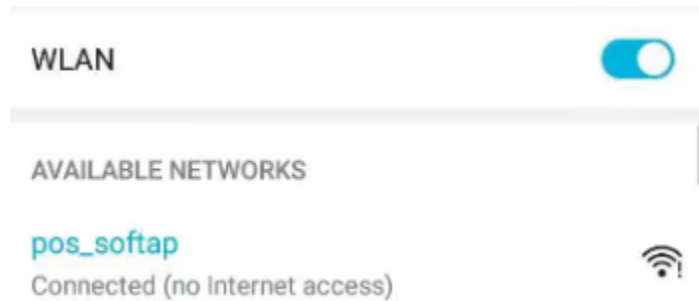 WLAN
AVAILABLE NETWORKS
pos_softap
Connected (no Internet access)